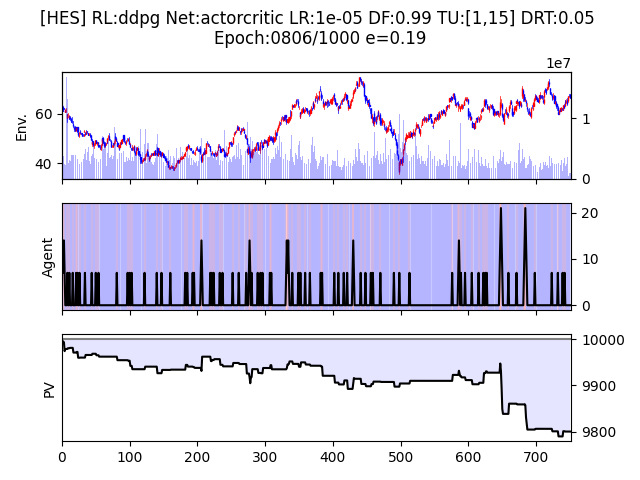 [HES] RL:ddpg Net:actorcritic LR:1e-05 DF:0.99 TU:[1,15] DRT:0.05
Epoch:0806/1000 e=0.19
1e7
Env.
60
40
1
0
Agent
20
10
0
PV
10000
9900
9800
0 100 200 300 400 500 600 700